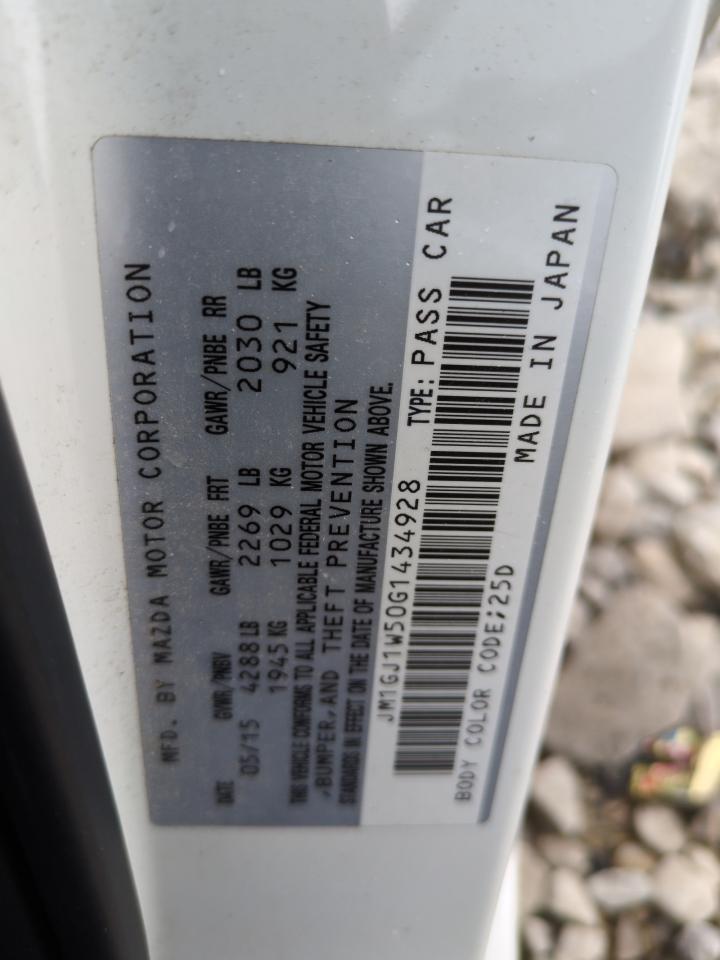 MFD. BY MAZDA MOTOR CORPORATION
DATE GVWR/PNBV GAWR/PNBE FRT GAWR/PNBE RR
05/15 4288 LB 2269 LB 2030 LB
1945 KG 1029 KG 921 KG
THIS VEHICLE CONFORMS TO ALL APPLICABLE FEDERAL MOTOR VEHICLE SAFETY
,BUMPER,AND THEFT PREVENTION
STANDARDS IN EFFECT ON THE DATE OF MANUFACTURE SHOWN ABOVE.
JM1GJ1W50G1434928 TYPE: PASS CAR
BODY COLOR CODE;25D MADE IN JAPAN